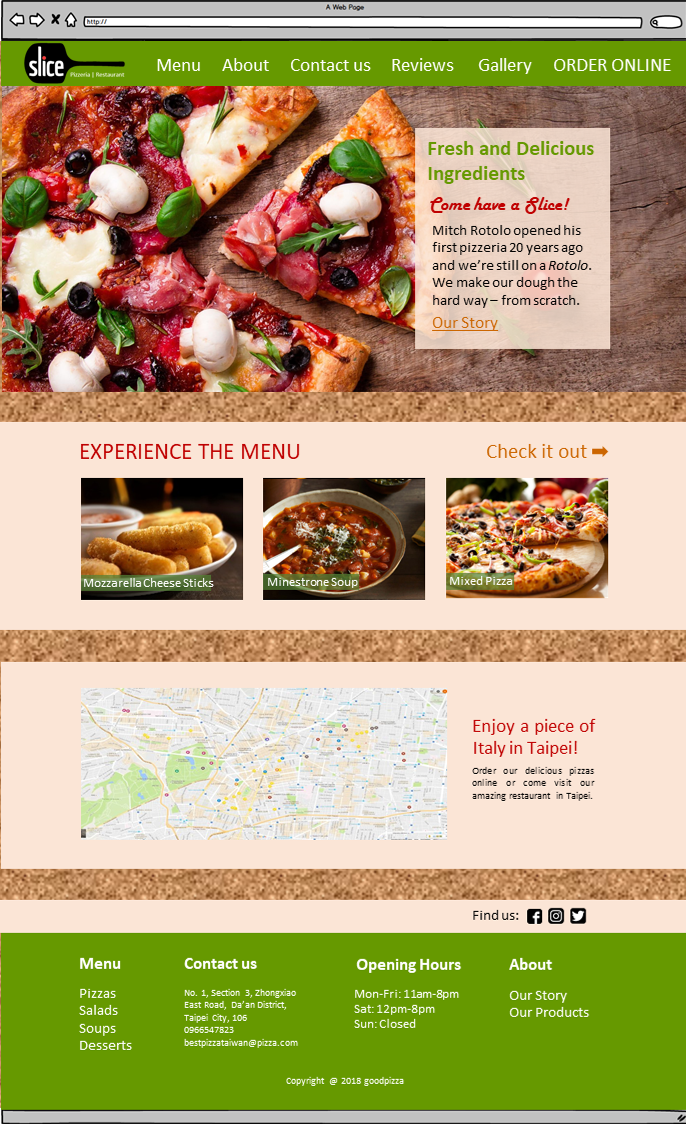 A Web Page
http://
slice
Pizzeria | Restaurant
Menu About Contact us Reviews Gallery ORDER ONLINE
Fresh and Delicious
Ingredients
Come have a Slice!
Mitch Rotolo opened his
first pizzeria 20 years ago
and we're still on a Rotolo.
We make our dough the
hard way – from scratch.
Our Story
EXPERIENCE THE MENU
Check it out ➡
Mozzarella Cheese Sticks
Minestrone Soup
Mixed Pizza
Enjoy a piece of
Italy in Taipei!
Order our delicious pizzas
online or come visit our
amazing restaurant in Taipei.
Find us:
Menu
Pizzas
Salads
Soups
Desserts
Contact us
No. 1, Section 3, Zhongxiao
East Road, Da'an District,
Taipei City, 106
0966547823
bestpizzataiwan@pizza.com
Opening Hours
Mon-Fri: 11am-8pm
Sat: 12pm-8pm
Sun: Closed
About
Our Story
Our Products
Copyright @ 2018 goodpizza